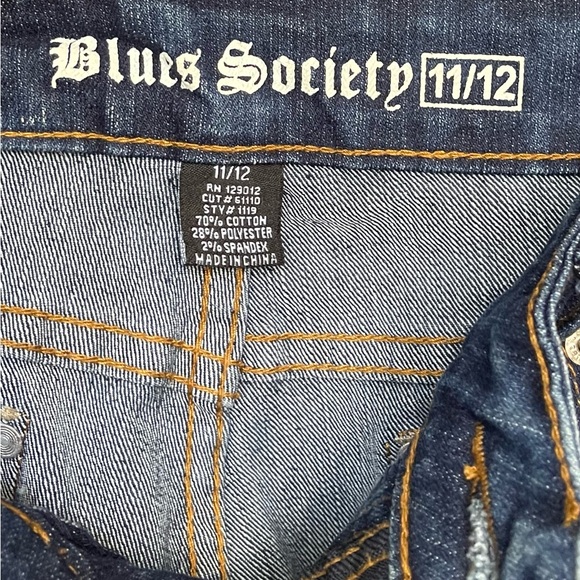 Blues Society 11/12
11/12
RN 129012
CUT# 61110
STY# 1119
70% COTTON
28% POLYESTER
2% SPANDEX
MADE IN CHINA